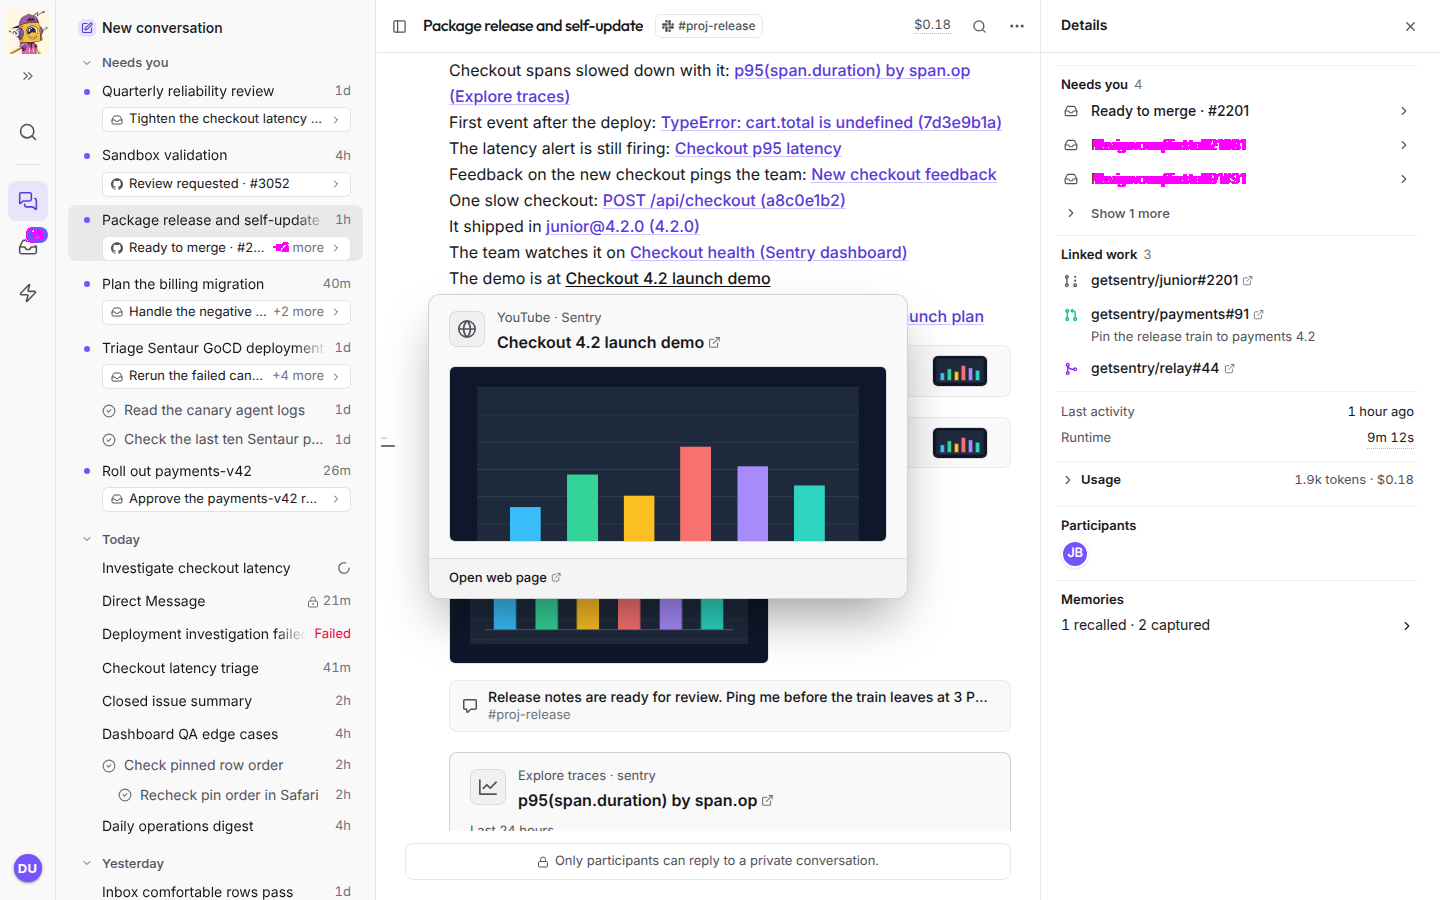 New conversation
Needs you
Quarterly reliability review 1d
Tighten the checkout latency ...
Sandbox validation 4h
Review requested · #3052
Package release and self-update 1h
Ready to merge · #2... more
Plan the billing migration 40m
Handle the negative ... +2 more
Triage Sentaur GoCD deployment 1d
Rerun the failed can... +4 more
Read the canary agent logs 1d
Check the last ten Sentaur p... 1d
Roll out payments-v42 26m
Approve the payments-v42 r...
Today
Investigate checkout latency
Direct Message 21m
Deployment investigation failed Failed
Checkout latency triage 41m
Closed issue summary 2h
Dashboard QA edge cases 4h
Check pinned row order 2h
Recheck pin order in Safari 2h
Daily operations digest 4h
Yesterday
Inbox comfortable rows pass 1d
DU
Package release and self-update #proj-release $0.18
Checkout spans slowed down with it: p95(span.duration) by span.op
(Explore traces)
First event after the deploy: TypeError: cart.total is undefined (7d3e9b1a)
The latency alert is still firing: Checkout p95 latency
Feedback on the new checkout pings the team: New checkout feedback
One slow checkout: POST /api/checkout (a8c0e1b2)
It shipped in junior@4.2.0 (4.2.0)
The team watches it on Checkout health (Sentry dashboard)
The demo is at Checkout 4.2 launch demo
unch plan
YouTube · Sentry
Checkout 4.2 launch demo
Open web page
Release notes are ready for review. Ping me before the train leaves at 3 P...
#proj-release
Explore traces · sentry
p95(span.duration) by span.op
Last 24 hours
Only participants can reply to a private conversation.
Details
Needs you 4
Ready to merge · #2201
Show 1 more
Linked work 3
getsentry/junior#2201
getsentry/payments#91
Pin the release train to payments 4.2
getsentry/relay#44
Last activity 1 hour ago
Runtime 9m 12s
Usage 1.9k tokens · $0.18
Participants
JB
Memories
1 recalled · 2 captured